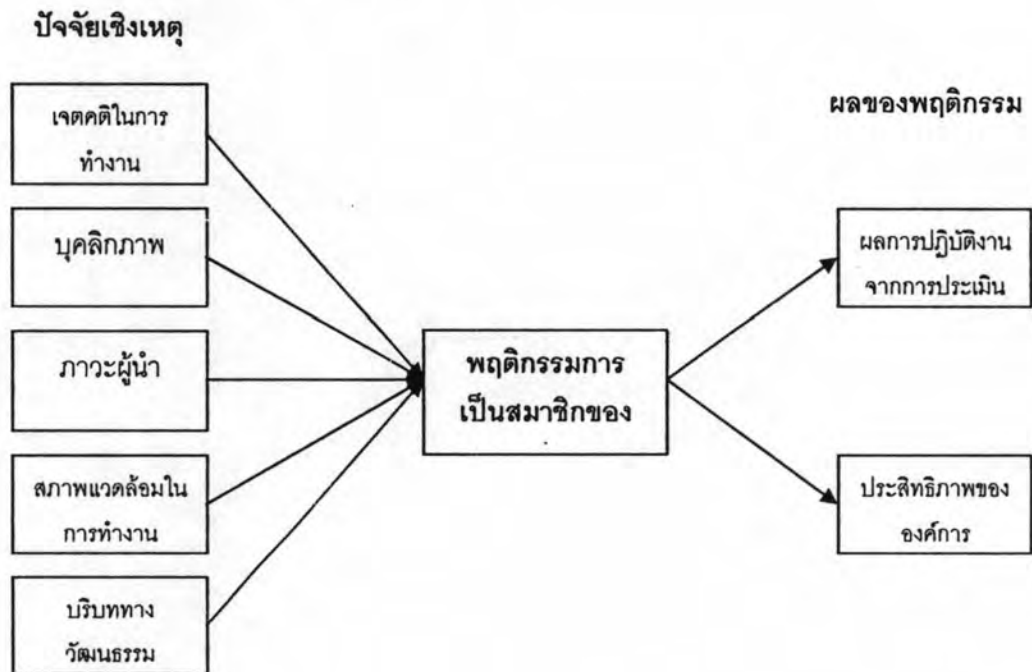 ปัจจัยเชิงเหตุ
เจตคติในการ
ทำงาน
บุคลิกภาพ
ภาวะผู้นำ
สภาพแวดล้อมใน
การทำงาน
บริบททาง
วัฒนธรรม
พฤติกรรมการ
เป็นสมาชิกของ
ผลของพฤติกรรม
ผลการปฏิบัติงาน
จากการประเมิน
ประสิทธิภาพของ
องค์การ